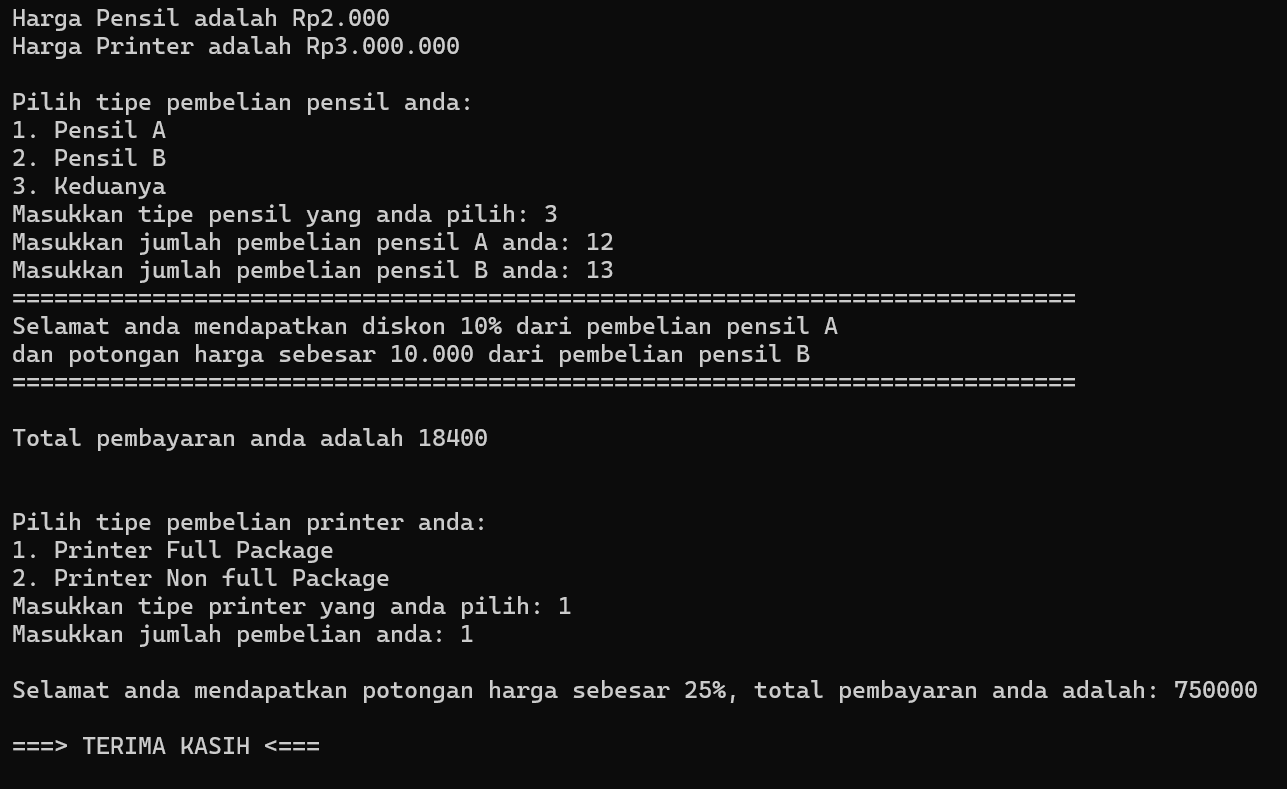 Harga Pensil adalah Rp2.000
Harga Printer adalah Rp3.000.000
Pilih tipe pembelian pensil anda:
1. Pensil A
2. Pensil B
3. Keduanya
Masukkan tipe pensil yang anda pilih: 3
Masukkan jumlah pembelian pensil A anda: 12
Masukkan jumlah pembelian pensil B anda: 13
============================================================================
Selamat anda mendapatkan diskon 10% dari pembelian pensil A
dan potongan harga sebesar 10.000 dari pembelian pensil B
============================================================================
Total pembayaran anda adalah 18400
Pilih tipe pembelian printer anda:
1. Printer Full Package
2. Printer Non full Package
Masukkan tipe printer yang anda pilih: 1
Masukkan jumlah pembelian anda: 1
Selamat anda mendapatkan potongan harga sebesar 25%, total pembayaran anda adalah: 750000
===> TERIMA KASIH <===